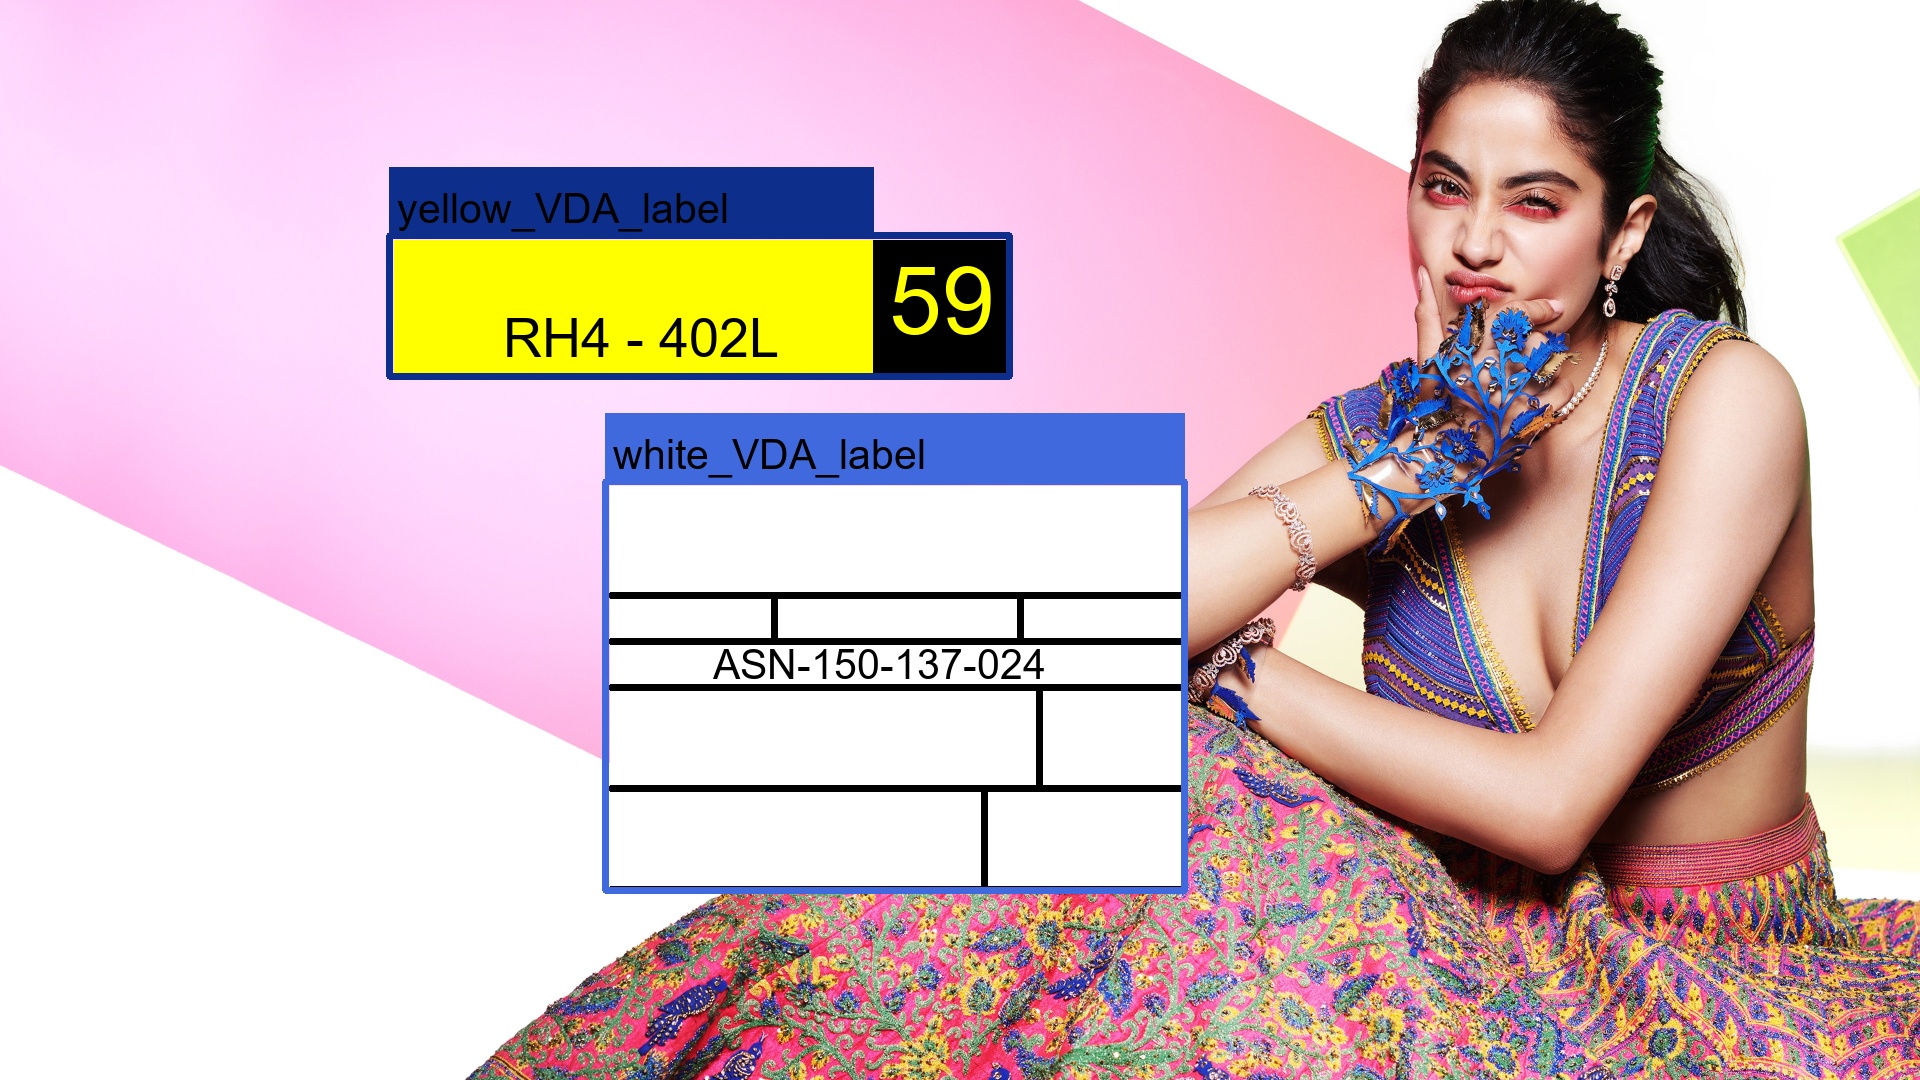 yellow_VDA_label
RH4 - 402L 59
white_VDA_label
ASN-150-137-024